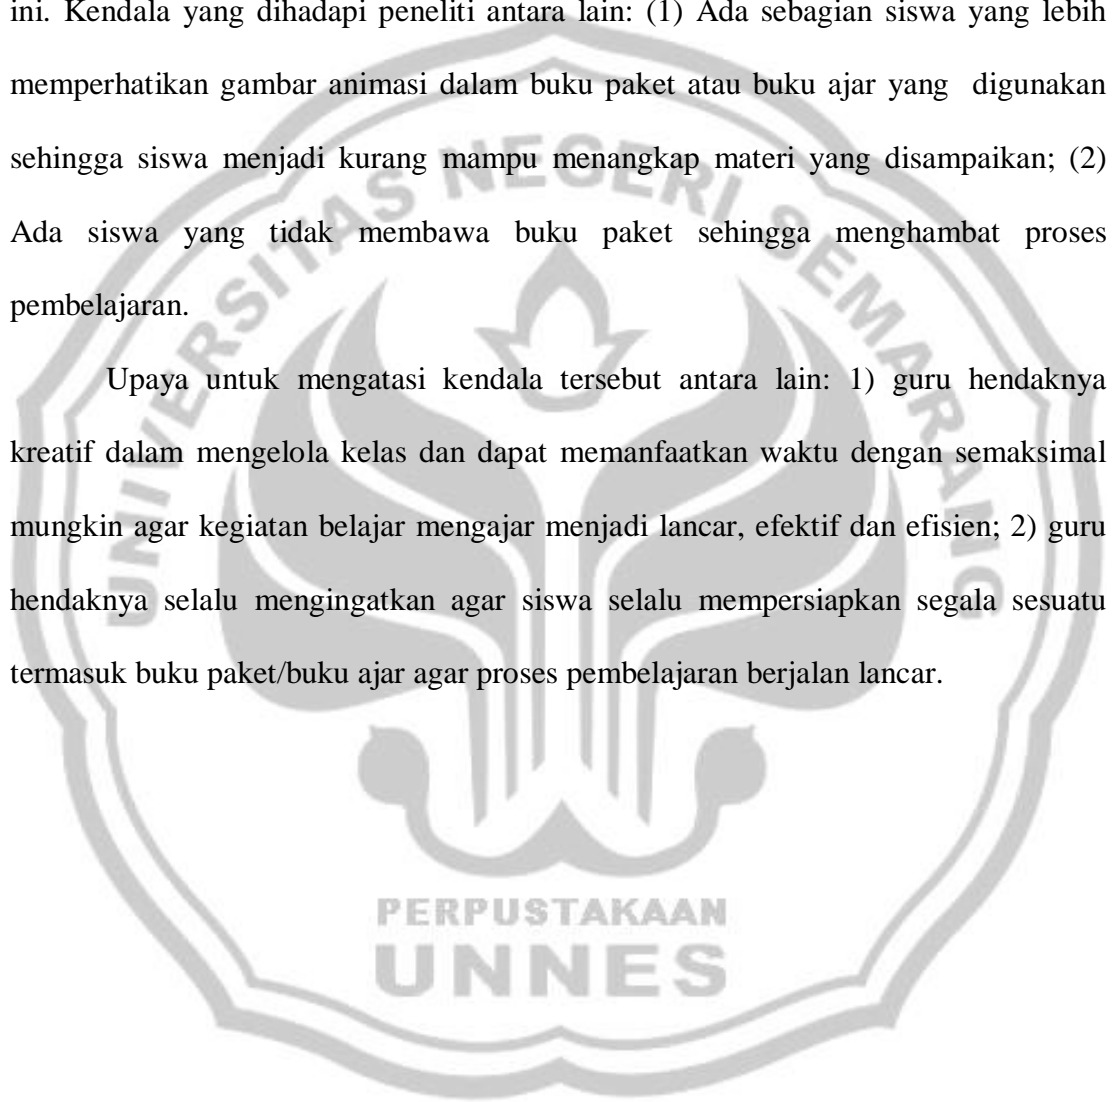 ini. Kendala yang dihadapi peneliti antara lain: (1) Ada sebagian siswa yang lebih
memperhatikan gambar animasi dalam buku paket atau buku ajar yang digunakan
sehingga siswa menjadi kurang mampu menangkap materi yang disampaikan; (2)
Ada siswa yang tidak membawa buku paket sehingga menghambat proses
pembelajaran.
Upaya untuk mengatasi kendala tersebut antara lain: 1) guru hendaknya
kreatif dalam mengelola kelas dan dapat memanfaatkan waktu dengan semaksimal
mungkin agar kegiatan belajar mengajar menjadi lancar, efektif dan efisien; 2) guru
hendaknya selalu mengingatkan agar siswa selalu mempersiapkan segala sesuatu
termasuk buku paket/buku ajar agar proses pembelajaran berjalan lancar.
UNIVERSITAS NEGERI SEMARANG
PERPUSTAKAAN
UNNES